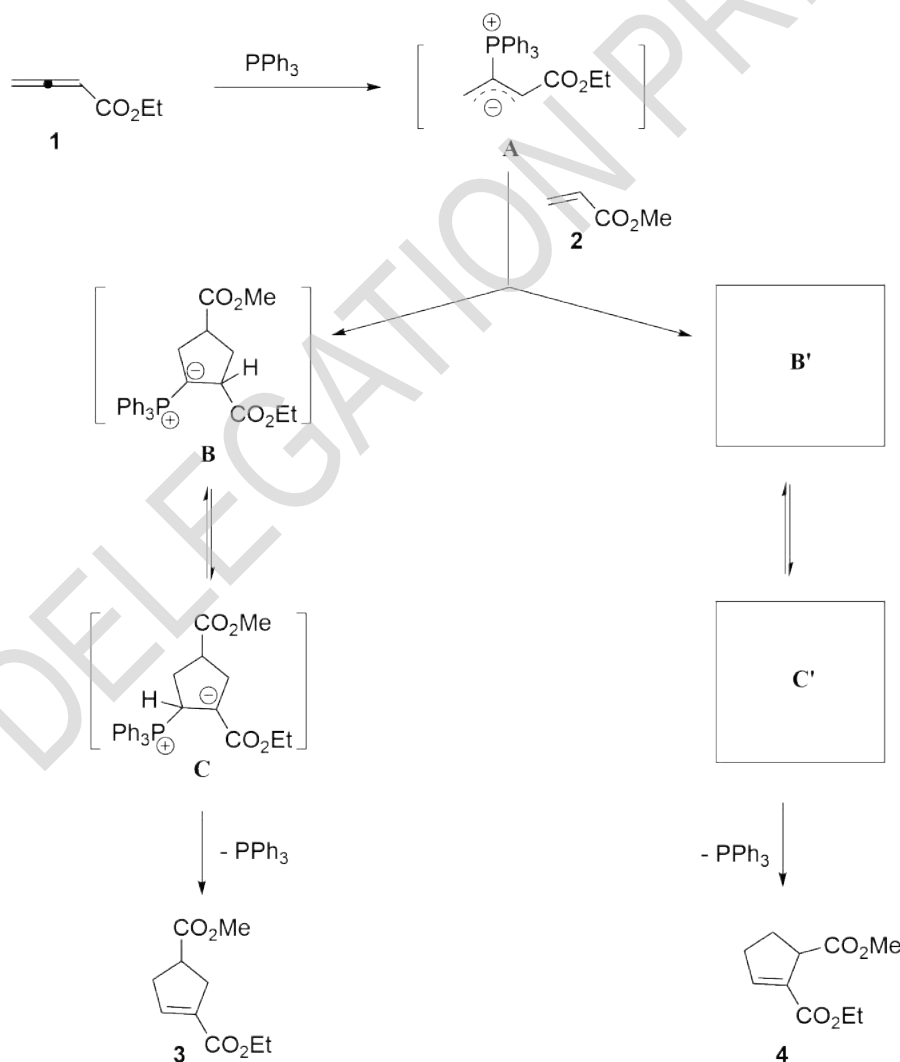 PPh3
⊕
PPh3
CO2Et
CO2Et
⊖
1
A
CO2Me
2
CO2Me
⊖
H
B'
Ph3P
⊕
CO2Et
B
CO2Me
C'
H
⊖
Ph3P
⊕
CO2Et
C
- PPh3
- PPh3
CO2Me
CO2Me
CO2Et
CO2Et
3
4
DELEGATION PR